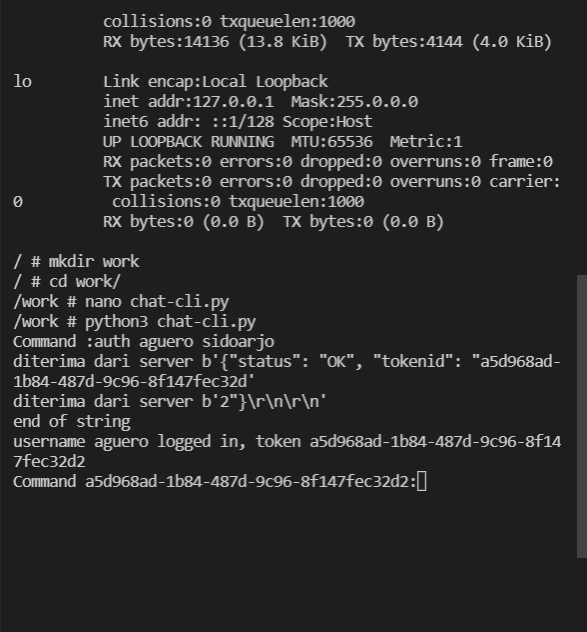 collisions:0 txqueuelen:1000
RX bytes:14136 (13.8 KiB)  TX bytes:4144 (4.0 KiB)
lo        Link encap:Local Loopback
inet addr:127.0.0.1  Mask:255.0.0.0
inet6 addr: ::1/128 Scope:Host
UP LOOPBACK RUNNING  MTU:65536  Metric:1
RX packets:0 errors:0 dropped:0 overruns:0 frame:0
TX packets:0 errors:0 dropped:0 overruns:0 carrier:
0          collisions:0 txqueuelen:1000
RX bytes:0 (0.0 B)  TX bytes:0 (0.0 B)
/ # mkdir work
/ # cd work/
/work # nano chat-cli.py
/work # python3 chat-cli.py
Command :auth aguero sidoarjo
diterima dari server b'{"status": "OK", "tokenid": "a5d968ad-
1b84-487d-9c96-8f147fec32d'
diterima dari server b'2"}\r\n\r\n'
end of string
username aguero logged in, token a5d968ad-1b84-487d-9c96-8f14
7fec32d2
Command a5d968ad-1b84-487d-9c96-8f147fec32d2: